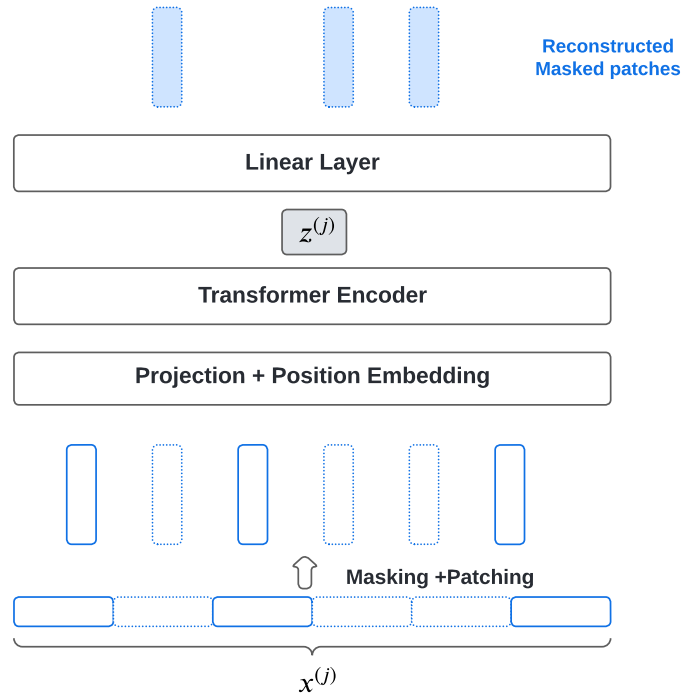 Reconstructed
Masked patches
Linear Layer
z^(j)
Transformer Encoder
Projection + Position Embedding
Masking +Patching
x^(j)